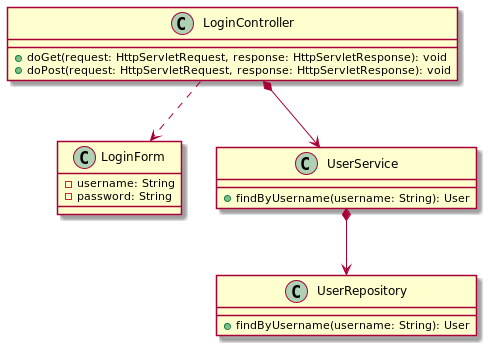 C LoginController
doGet(request: HttpServletRequest, response: HttpServletResponse): void
doPost(request: HttpServletRequest, response: HttpServletResponse): void
C LoginForm
username: String
password: String
C UserService
findByUsername(username: String): User
C UserRepository
findByUsername(username: String): User